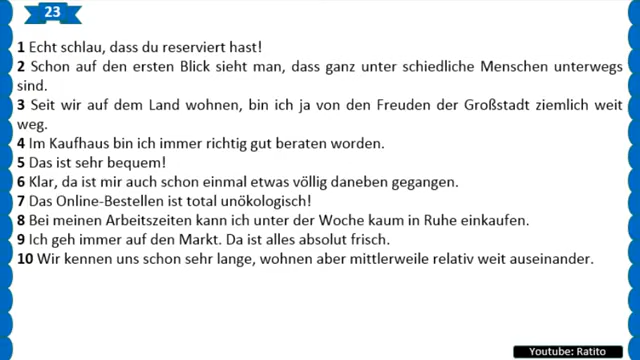 23
1 Echt schlau, dass du reserviert hast!
2 Schon auf den ersten Blick sieht man, dass ganz unter schiedliche Menschen unterwegs
sind.
3 Seit wir auf dem Land wohnen, bin ich ja von den Freuden der Großstadt ziemlich weit
weg.
4 Im Kaufhaus bin ich immer richtig gut beraten worden.
5 Das ist sehr bequem!
6 Klar, da ist mir auch schon einmal etwas völlig daneben gegangen.
7 Das Online-Bestellen ist total unökologisch!
8 Bei meinen Arbeitszeiten kann ich unter der Woche kaum in Ruhe einkaufen.
9 Ich geh immer auf den Markt. Da ist alles absolut frisch.
10 Wir kennen uns schon sehr lange, wohnen aber mittlerweile relativ weit auseinander.
Youtube: Ratito